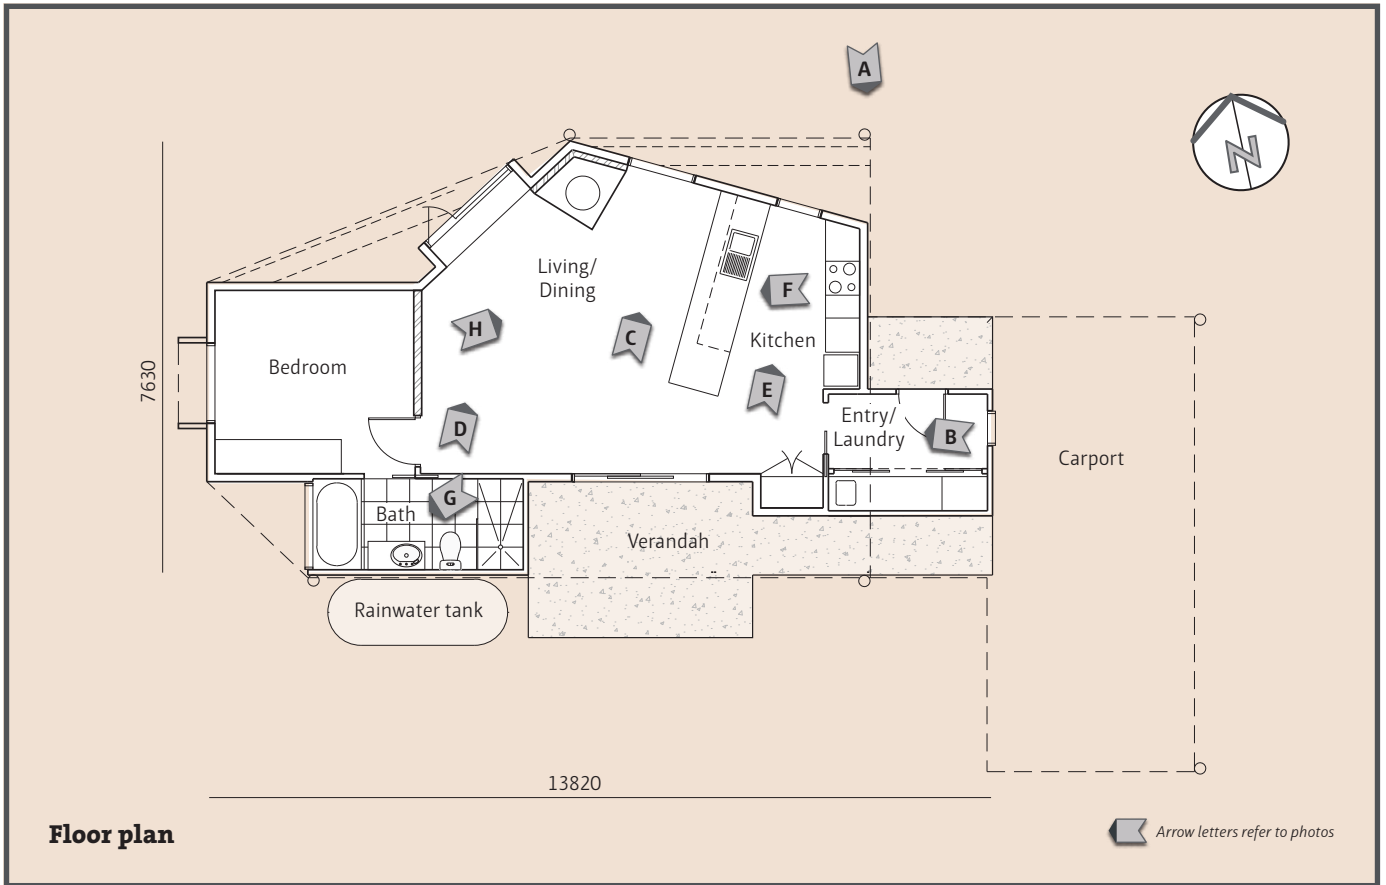 A
N
Living/
Dining
F
H
C
Kitchen
7630
Bedroom
E
Entry/
Laundry
D
B
Carport
G
Bath
Verandah
Rainwater tank
13820
Floor plan
Arrow letters refer to photos